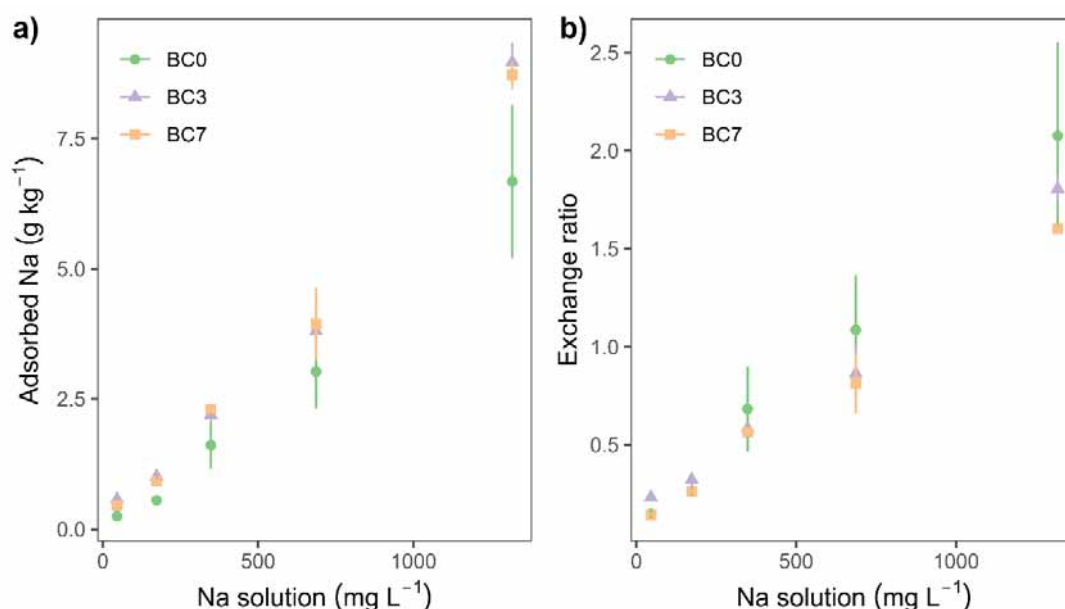 a)
BC0
BC3
BC7
7.5
5.0
2.5
0.0
Adsorbed Na (g kg⁻¹)
0
500
1000
Na solution (mg L⁻¹)
b)
BC0
BC3
BC7
2.5
2.0
1.5
1.0
0.5
Exchange ratio
0
500
1000
Na solution (mg L⁻¹)